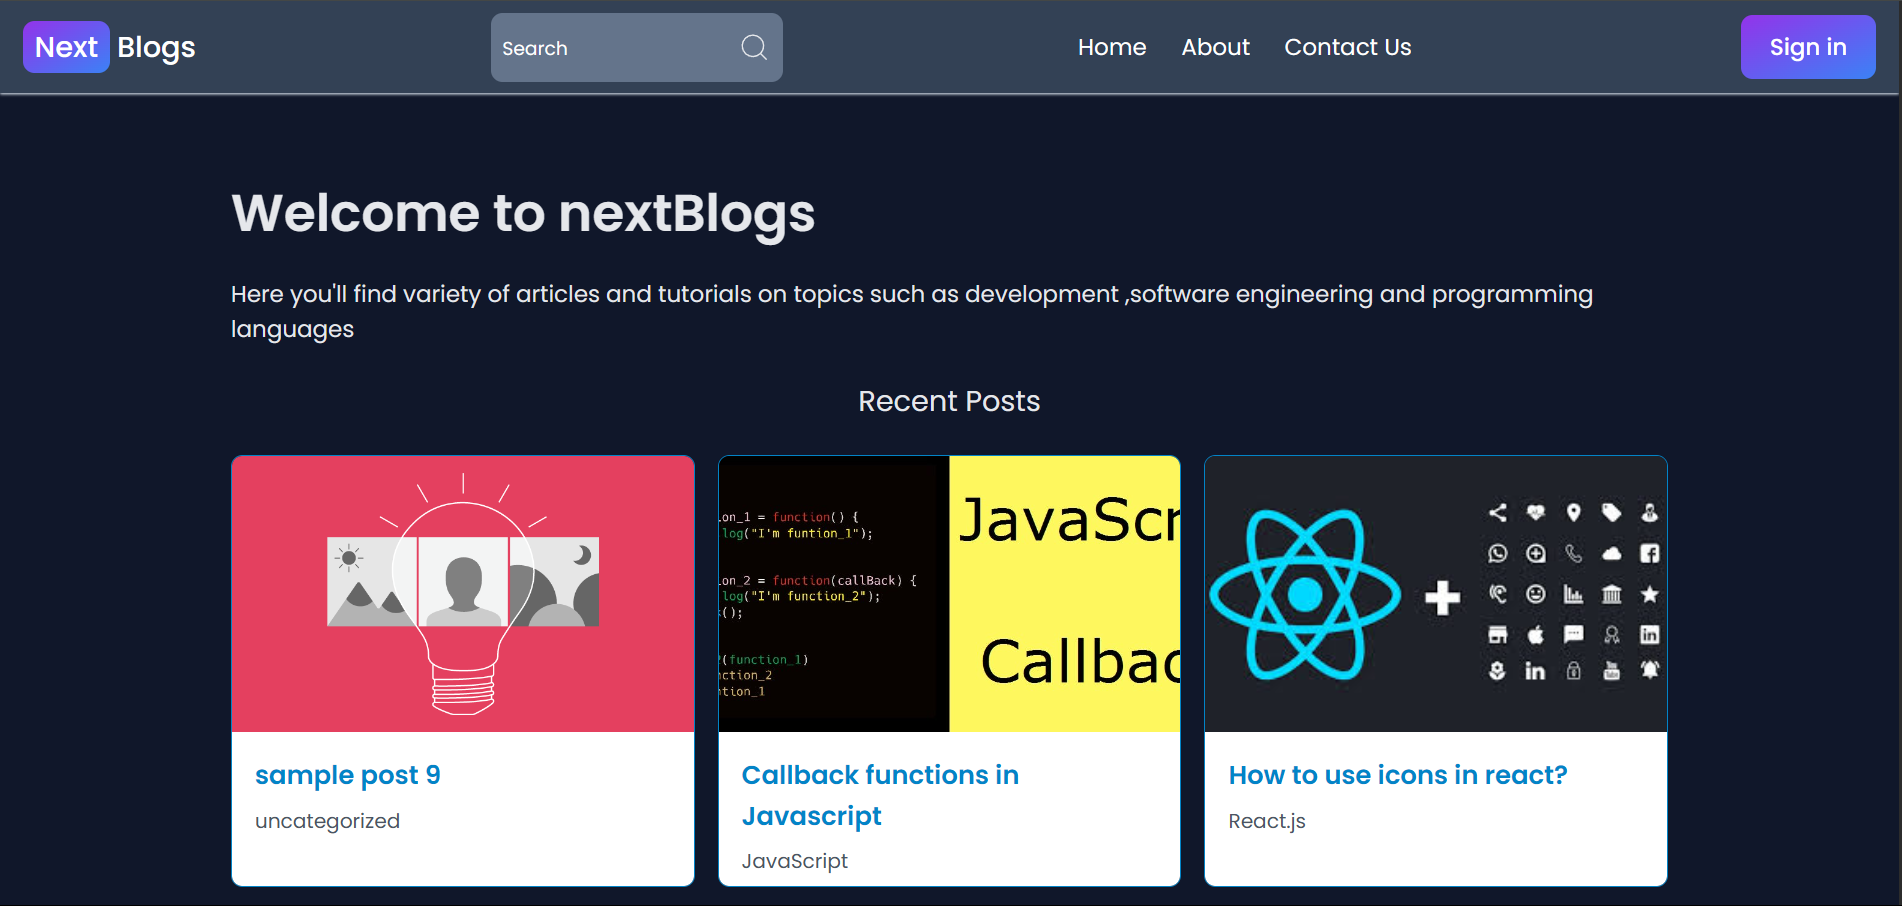 Next Blogs
Search
Home About Contact Us
Sign in
Welcome to nextBlogs
Here you'll find variety of articles and tutorials on topics such as development ,software engineering and programming
languages
Recent Posts
on_1 = function() {
log("I'm funtion_1");
on_2 = function(callBack) {
log("I'm function_2");
();
(function_1)
ction_2
tion_1
JavaScr
Callbac
sample post 9
uncategorized
Callback functions in
Javascript
JavaScript
How to use icons in react?
React.js